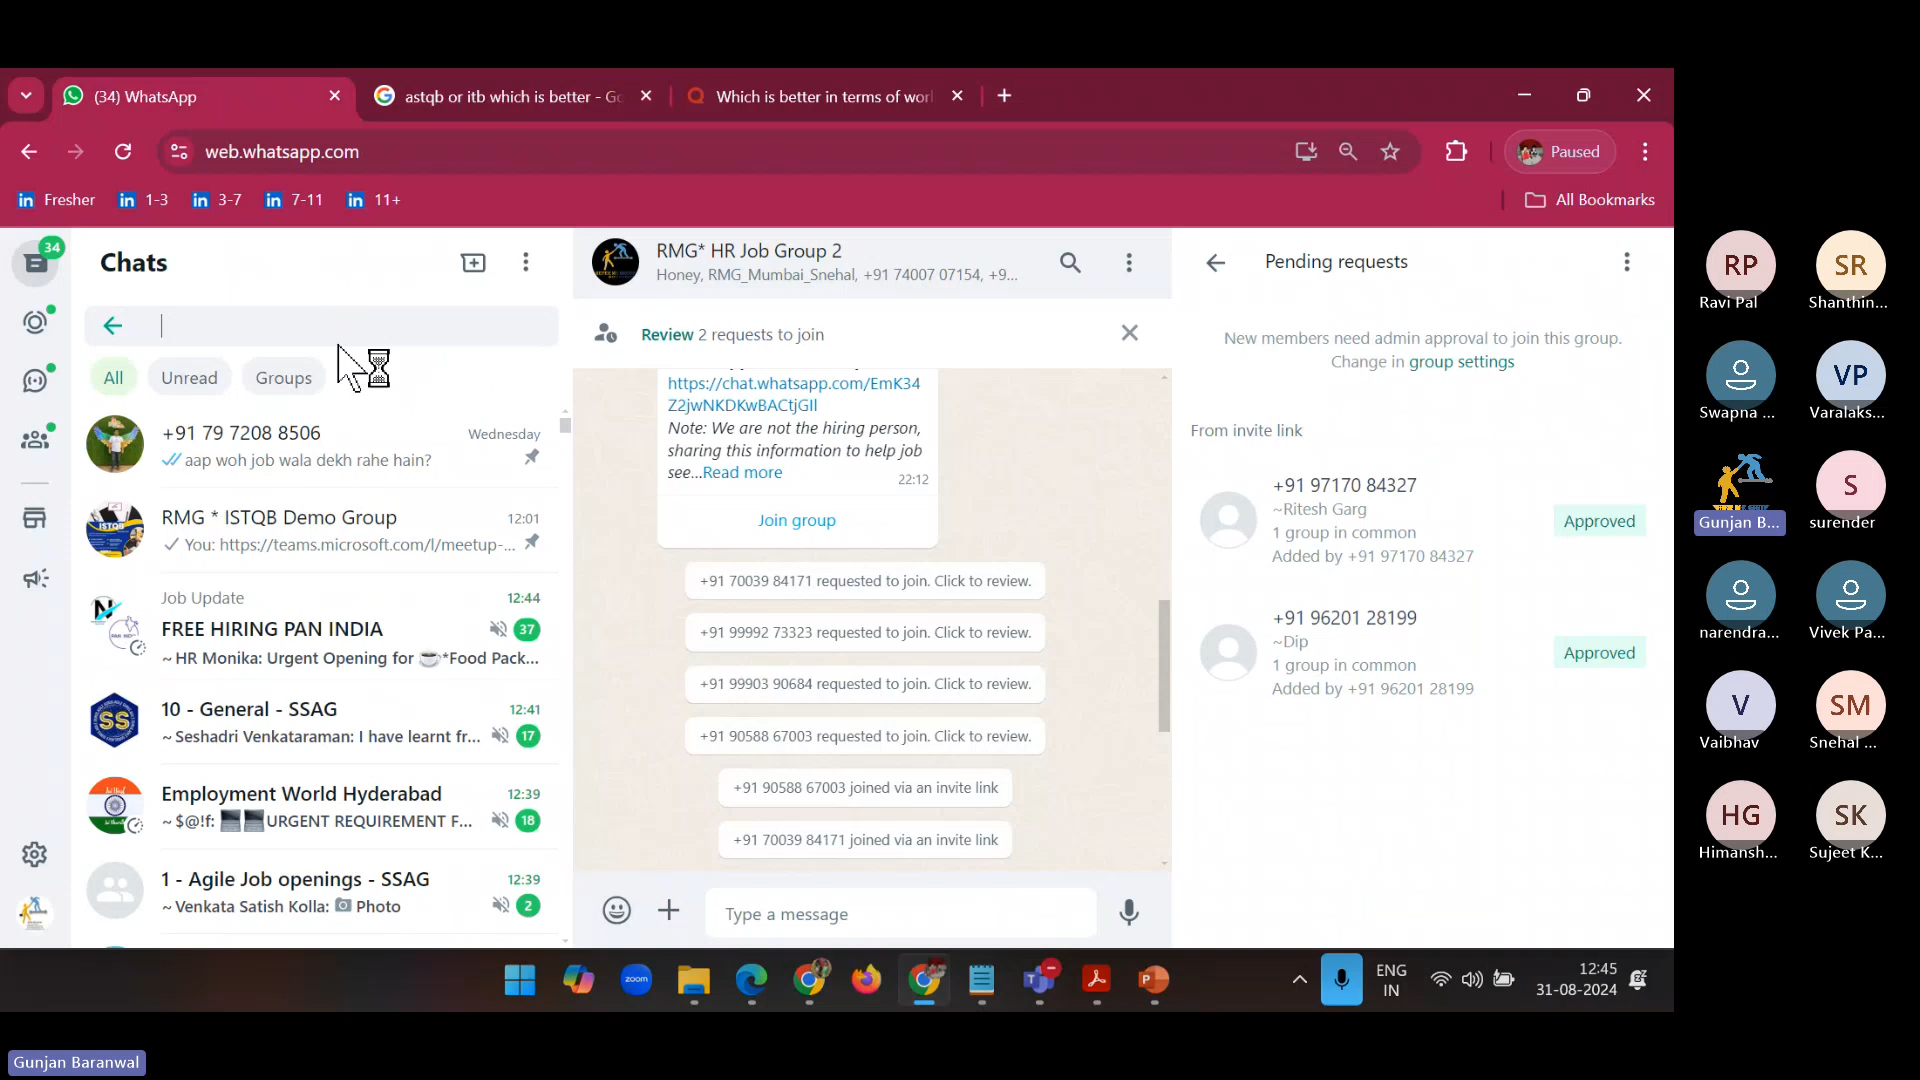 (34) WhatsApp
astqb or itb which is better - Go
Which is better in terms of wor
web.whatsapp.com
Paused
Fresher
1-3
3-7
7-11
11+
All Bookmarks
34
Chats
All
Unread
Groups
+91 79 7208 8506
Wednesday
aap woh job wala dekh rahe hain?
RMG * ISTQB Demo Group
12:01
You: https://teams.microsoft.com/l/meetup-...
Job Update
12:44
FREE HIRING PAN INDIA
37
~ HR Monika: Urgent Opening for ☕*Food Pack...
10 - General - SSAG
12:41
~ Seshadri Venkataraman: I have learnt fr...
17
Employment World Hyderabad
12:39
~ $@!f: 💻💻URGENT REQUIREMENT F...
18
1 - Agile Job openings - SSAG
12:39
~ Venkata Satish Kolla: Photo
2
RMG* HR Job Group 2
Honey, RMG_Mumbai_Snehal, +91 74007 07154, +9...
Review 2 requests to join
https://chat.whatsapp.com/EmK34
Z2jwNKDKwBACtjGIl
Note: We are not the hiring person,
sharing this information to help job
see...Read more
22:12
Join group
+91 70039 84171 requested to join. Click to review.
+91 99992 73323 requested to join. Click to review.
+91 99903 90684 requested to join. Click to review.
+91 90588 67003 requested to join. Click to review.
+91 90588 67003 joined via an invite link
+91 70039 84171 joined via an invite link
Type a message
Pending requests
New members need admin approval to join this group.
Change in group settings
From invite link
+91 97170 84327
~Ritesh Garg
1 group in common
Added by +91 97170 84327
Approved
+91 96201 28199
~Dip
1 group in common
Added by +91 96201 28199
Approved
zoom
ENG
IN
12:45
31-08-2024
RP
Ravi Pal
SR
Shanthin...
Swapna ...
VP
Varalaks...
Gunjan B...
S
surender
narendra...
Vivek Pa...
V
Vaibhav
SM
Snehal ...
HG
Himansh...
SK
Sujeet K...
Gunjan Baranwal